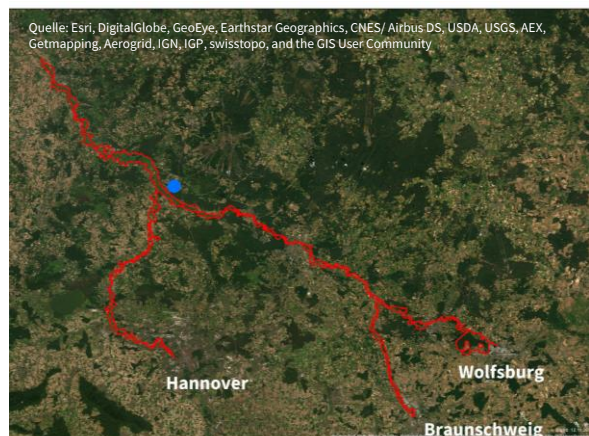 Quelle: Esri, DigitalGlobe, GeoEye, Earthstar Geographics, CNES/ Airbus DS, USDA, USGS, AEX,
Getmapping, Aerogrid, IGN, IGP, swisstopo, and the GIS User Community
Hannover
Wolfsburg
Braunschweig